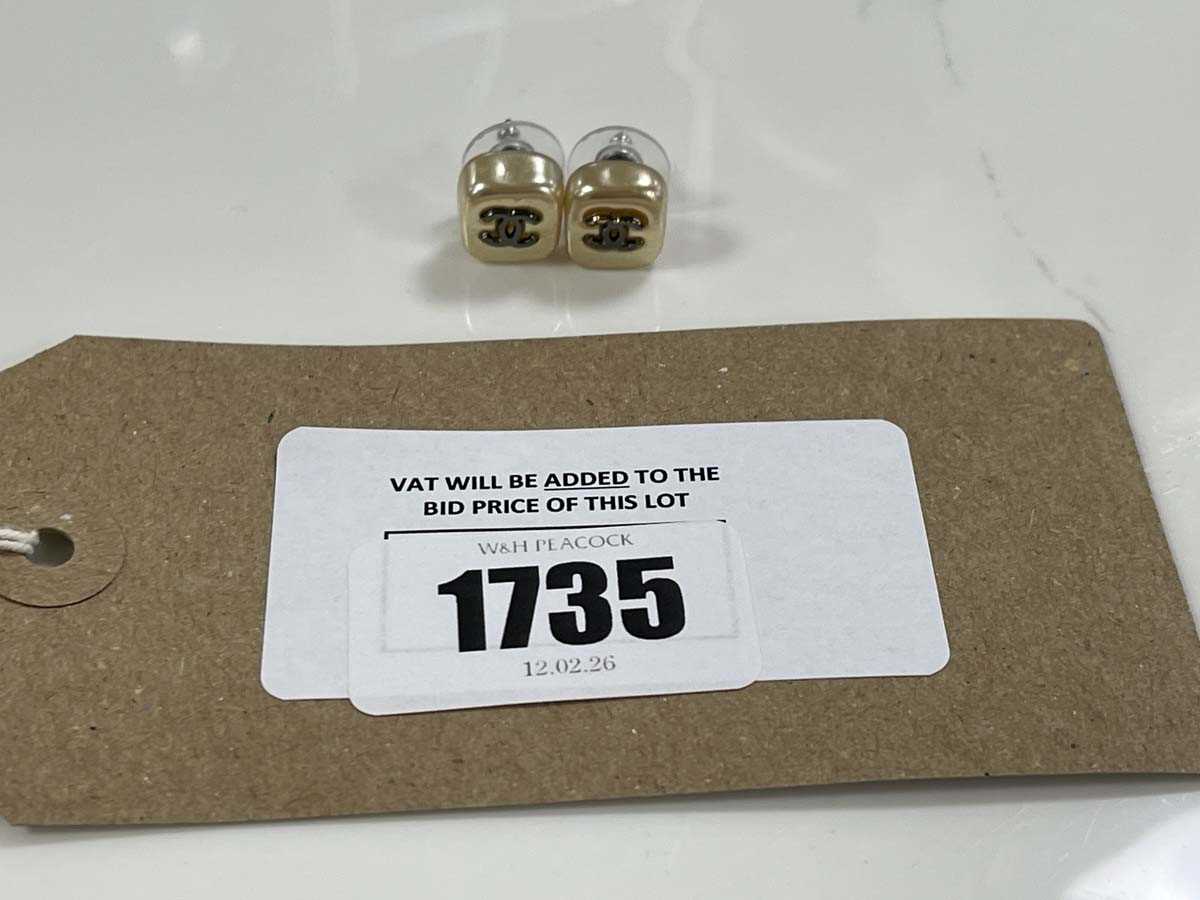 VAT WILL BE ADDED TO THE
BID PRICE OF THIS LOT
W&H PEACOCK
1735
12.02.26